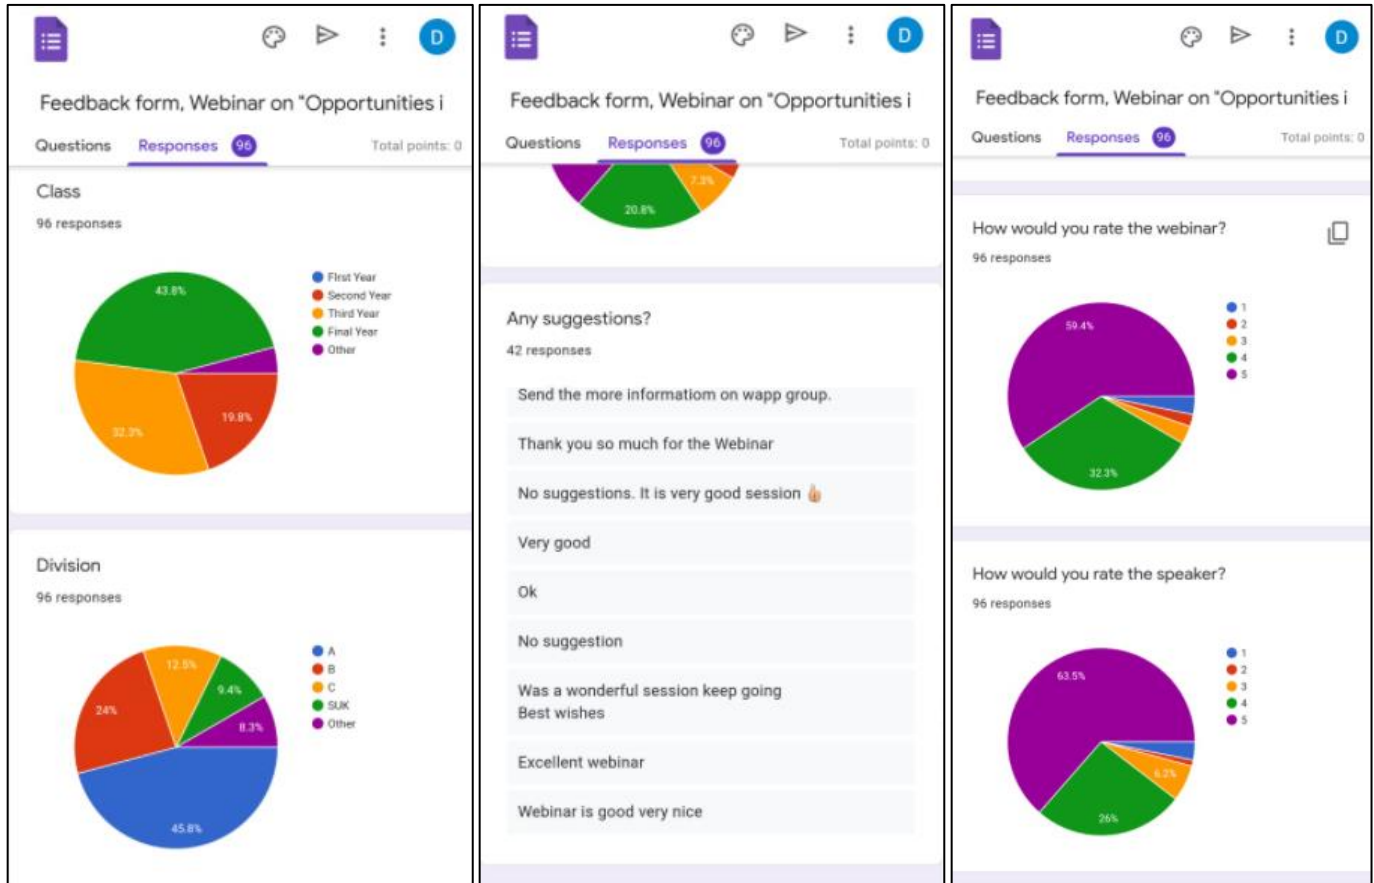 D
Feedback form, Webinar on "Opportunities i
Questions Responses 96 Total points: 0
Class
96 responses
43.8%
32.3%
19.8%
FIrst Year
Second Year
Third Year
Final Year
Other
Division
96 responses
12.5%
9.4%
24%
8.3%
45.8%
A
B
C
SUK
Other
D
Feedback form, Webinar on "Opportunities i
Questions Responses 96 Total points: 0
7.3%
20.8%
Any suggestions?
42 responses
Send the more informatiom on wapp group.
Thank you so much for the Webinar
No suggestions. It is very good session 👍
Very good
Ok
No suggestion
Was a wonderful session keep going
Best wishes
Excellent webinar
Webinar is good very nice
D
Feedback form, Webinar on "Opportunities i
Questions Responses 96 Total points: 0
How would you rate the webinar?
96 responses
59.4%
32.3%
1
2
3
4
5
How would you rate the speaker?
96 responses
63.5%
6.3%
26%
1
2
3
4
5